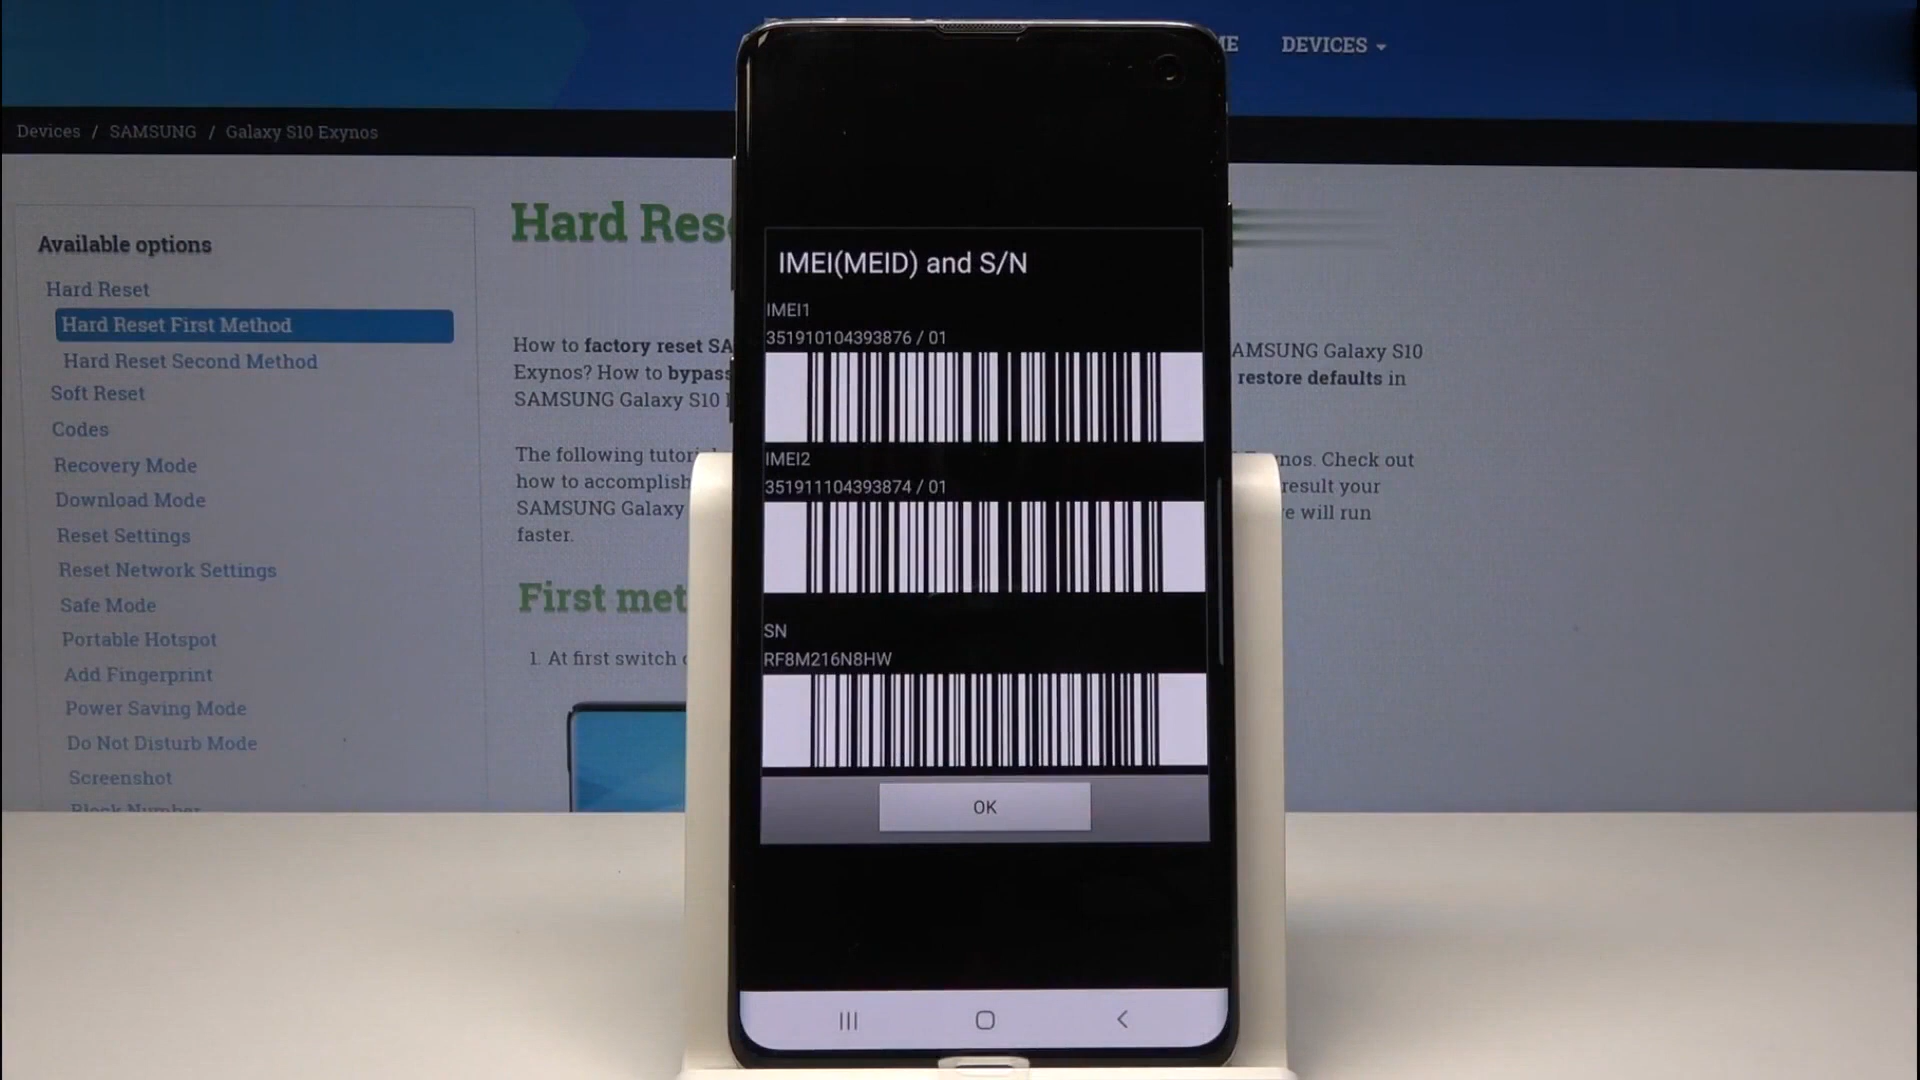 ME DEVICES
Devices / SAMSUNG / Galaxy S10 Exynos
Available options
Hard Reset
Hard Reset First Method
Hard Reset Second Method
Soft Reset
Codes
Recovery Mode
Download Mode
Reset Settings
Reset Network Settings
Safe Mode
Portable Hotspot
Add Fingerprint
Power Saving Mode
Do Not Disturb Mode
Screenshot
Block Number
Hard Res
How to factory reset SA
Exynos? How to bypass
SAMSUNG Galaxy S10
The following tutori
how to accomplish
SAMSUNG Galaxy
faster.
First met
1. At first switch
IMEI(MEID) and S/N
IMEI1
351910104393876 / 01
IMEI2
351911104393874 / 01
SN
RF8M216N8HW
OK
AMSUNG Galaxy S10
restore defaults in
nos. Check out
result your
e will run